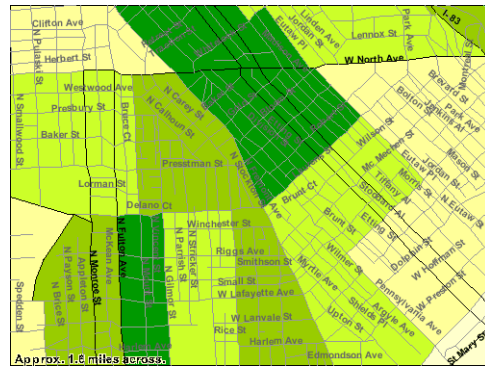 Clifton Ave
N Pulaski St
Herbert St
Linden Ave
Jordan St
Eutaw Pl
Lennox St
Park Ave
I- 83
N Montreal St
W North Ave
Westwood Ave
Presbury St
Baker St
N Smallwood St
Bruce Ct
N Carey St
N Calhoun St
Presstman St
N Stockton St
Brevard St
Bolton St
Jenkins Al
Park Ave
Wilson St
Mc Mechen St
Eutaw Pl
Jordan St
Mason St
Tiffany Al
Morris St
Stoddard Al
N Eutaw St
Etting St
Brunt Ct
Brunt St
Lorman St
Delano Ct
Winchester St
N Fulton Ave
McKean Ave
N Monroe St
Appleton St
N Payson St
N Brice St
Spedden St
N Gilmor St
N Parrish St
N Stricker St
Riggs Ave
Smithson St
Small St
W Lafayette Ave
W Lanvale St
Rice St
Harlem Ave
Edmondson Ave
Myrtle Ave
Wilmer St
Upton St
Shields Pl
Argyle Ave
Pennsylvania Ave
Dolphin St
W Hoffman St
W Preston St
St Mary St
Approx. 1.6 miles across.